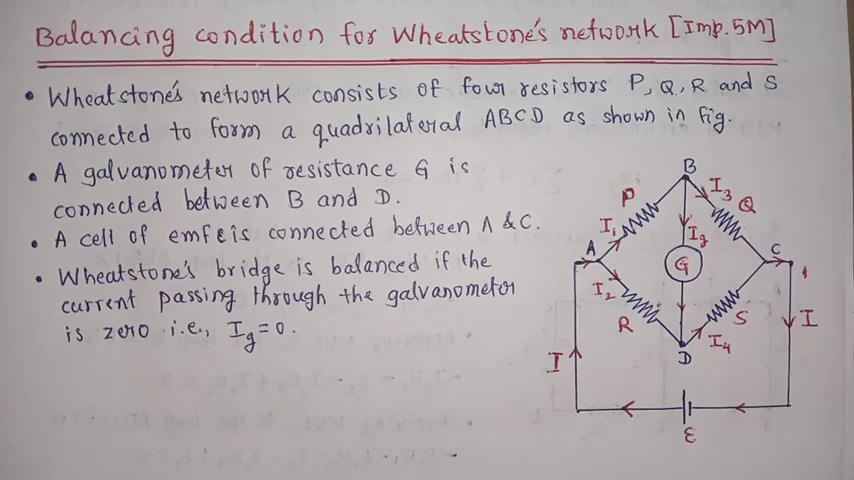 Balancing condition for Wheatstone's network [Imp. 5M]
• Wheatstone's network consists of four resistors P, Q, R and S
connected to form a quadrilateral ABCD as shown in Fig.
• A galvanometer of resistance G is
connected between B and D.
• A cell of emf ε is connected between A & C.
• Wheatstone's bridge is balanced if the
current passing through the galvanometer
is zero i.e., Ig = 0.
B
P
I3
Q
I1
Ig
A
G
C
I2
R
S
I4
D
I
I
ε